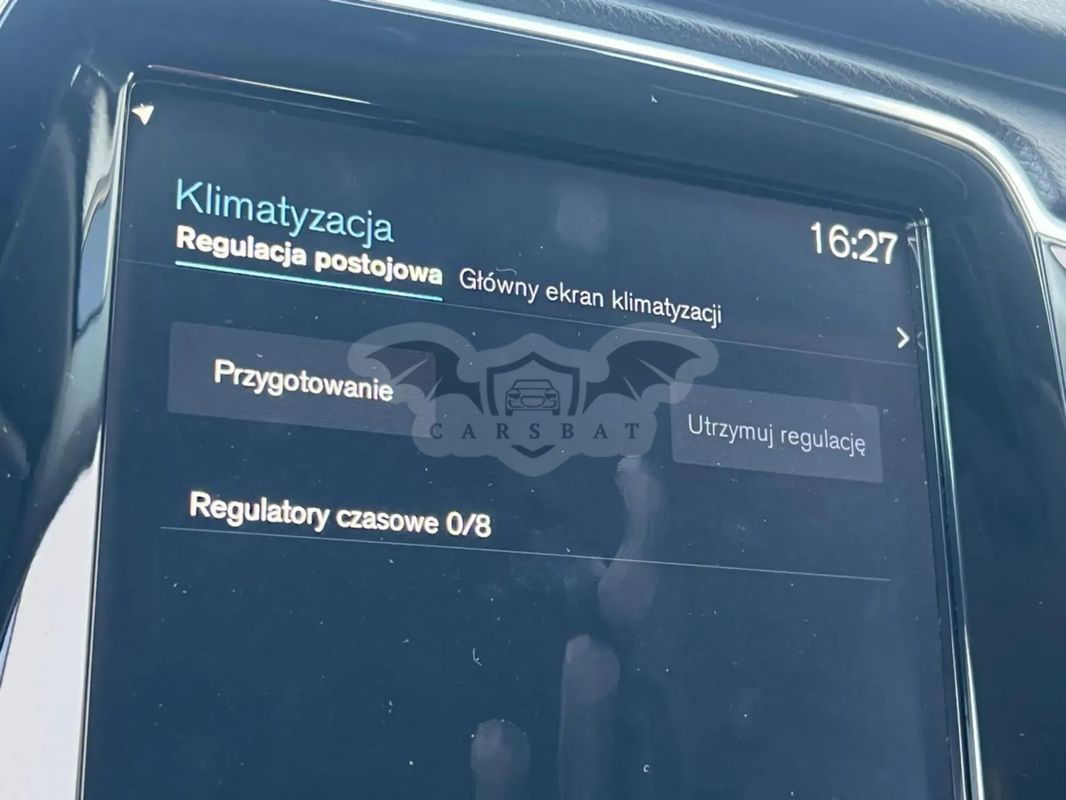 Klimatyzacja
16:27
Regulacja postojowa Główny ekran klimatyzacji
Przygotowanie
Utrzymuj regulację
CARSBAT
Regulatory czasowe 0/8